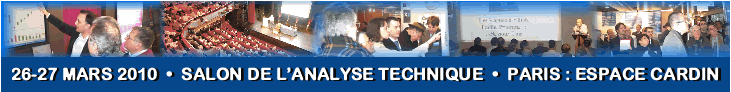 26-27 MARS 2010 • SALON DE L'ANALYSE TECHNIQUE • PARIS : ESPACE CARDIN